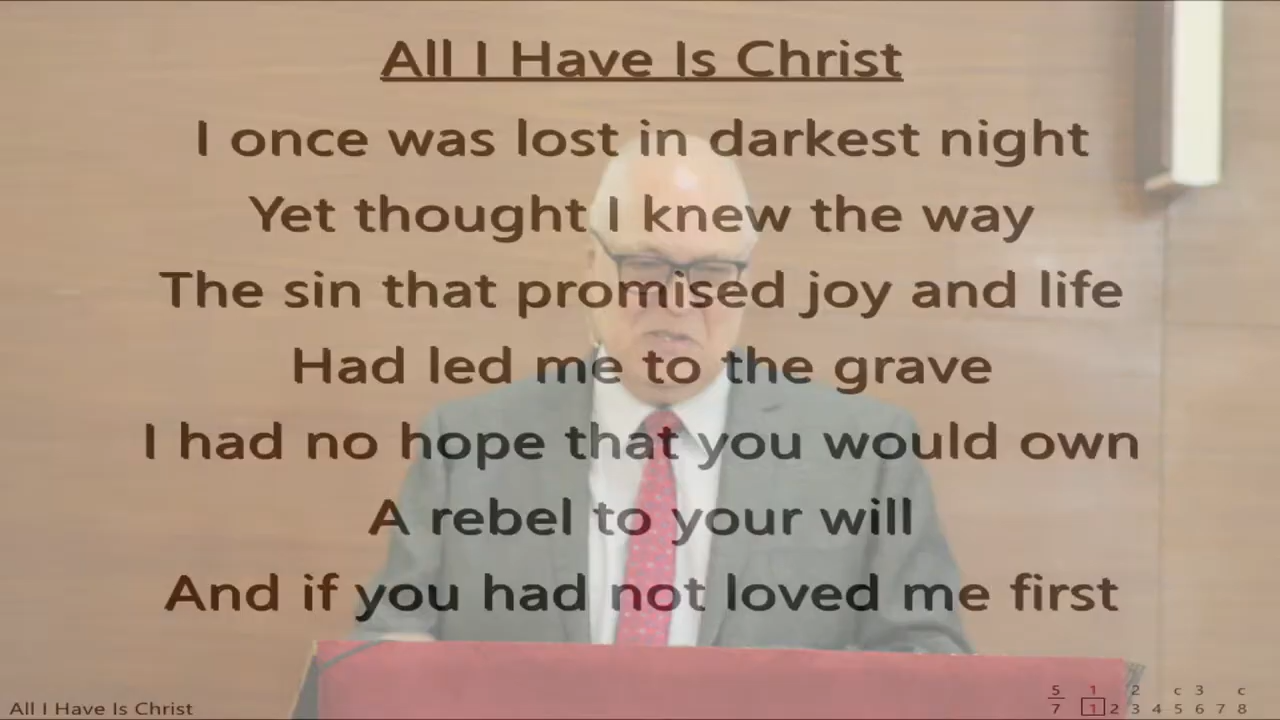 All I Have Is Christ
I once was lost in darkest night
Yet thought I knew the way
The sin that promised joy and life
Had led me to the grave
I had no hope that you would own
A rebel to your will
And if you had not loved me first
All I Have Is Christ
5 1 2 c 3 c
7 1 2 3 4 5 6 7 8